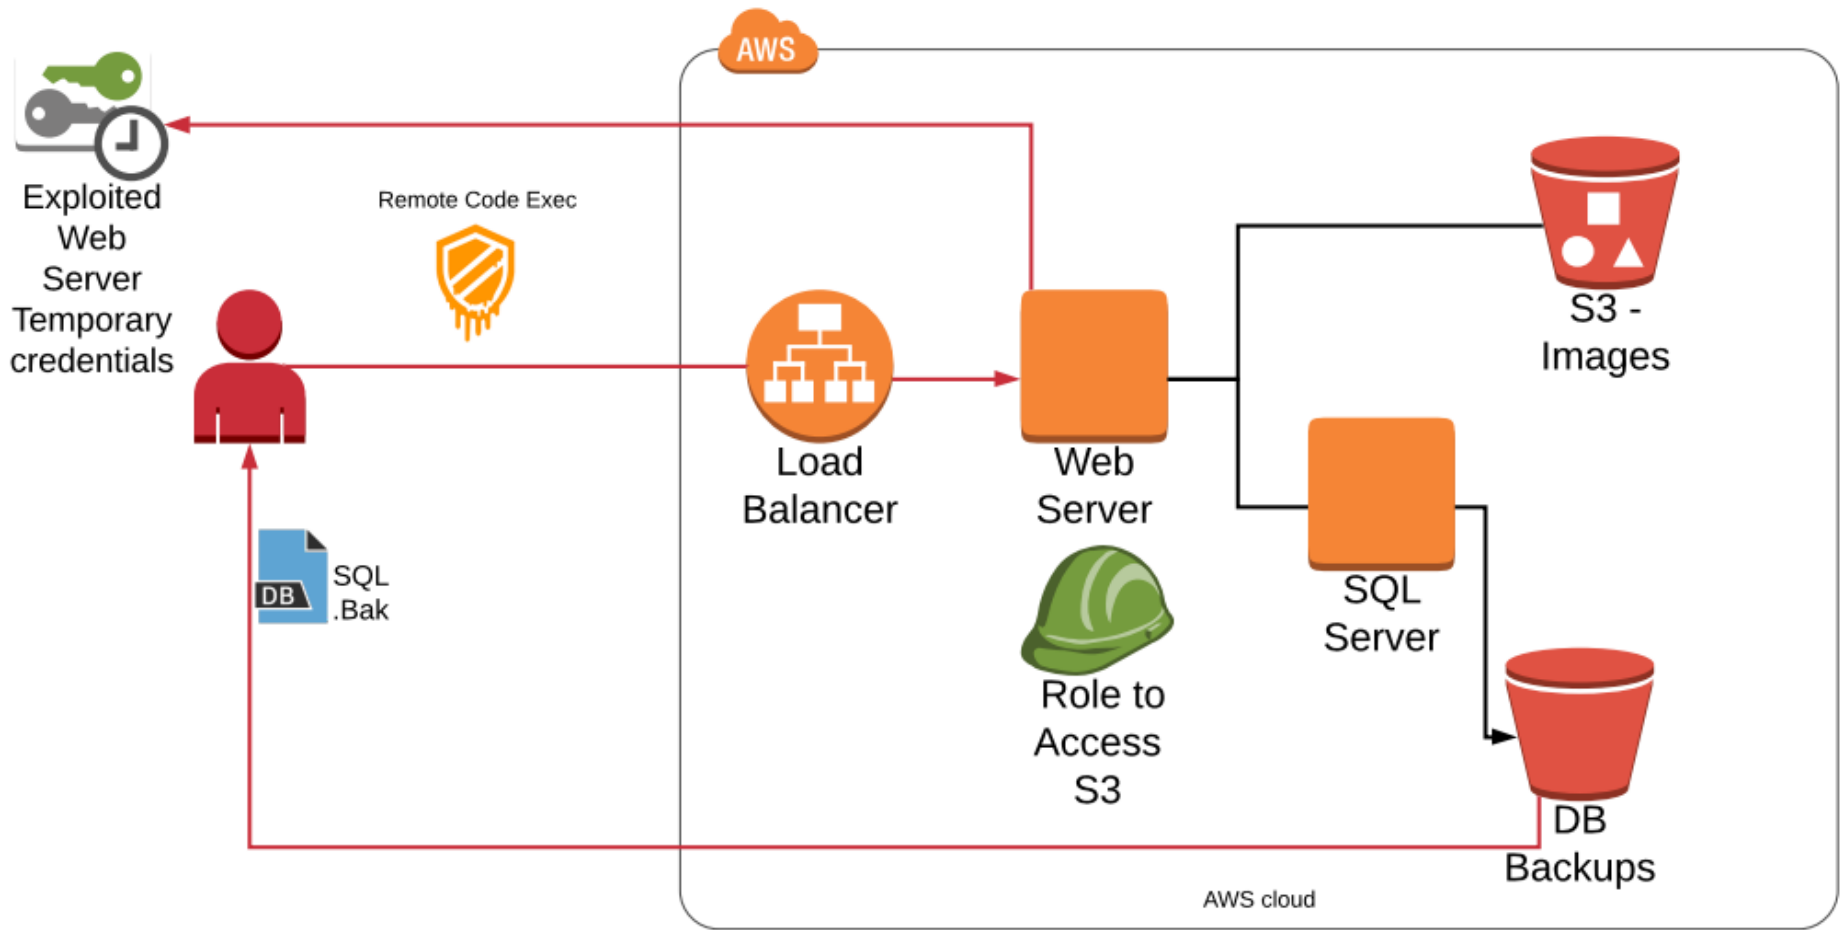 AWS
Exploited
Web
Server
Temporary
credentials
Remote Code Exec
Load
Balancer
Web
Server
S3 -
Images
SQL
Server
DB
SQL
.Bak
Role to
Access
S3
DB
Backups
AWS cloud